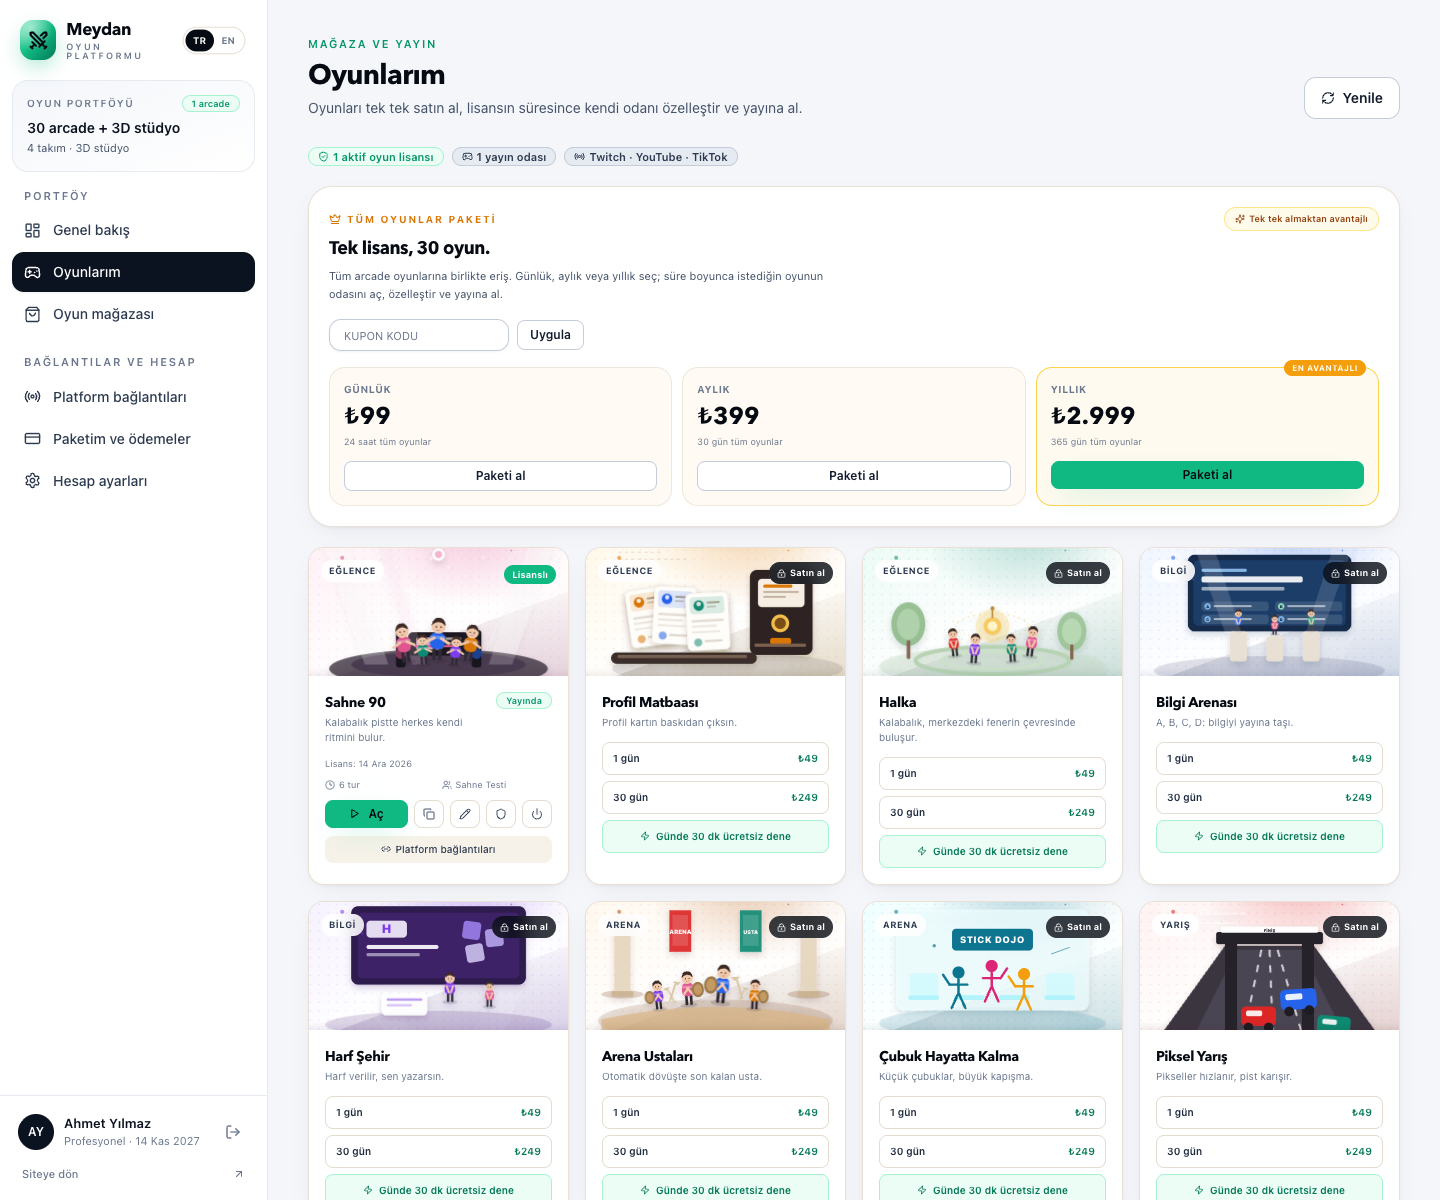 Meydan
OYUN
PLATFORMU
TR EN
OYUN PORTFÖYÜ
1 arcade
30 arcade + 3D stüdyo
4 takım · 3D stüdyo
PORTFÖY
Genel bakış
Oyunlarım
Oyun mağazası
BAĞLANTILAR VE HESAP
Platform bağlantıları
Paketim ve ödemeler
Hesap ayarları
AY
Ahmet Yılmaz
Profesyonel · 14 Kas 2027
Siteye dön
MAĞAZA VE YAYIN
Oyunlarım
Oyunları tek tek satın al, lisansın süresince kendi odanı özelleştir ve yayına al.
Yenile
1 aktif oyun lisansı
1 yayın odası
Twitch · YouTube · TikTok
TÜM OYUNLAR PAKETİ
Tek tek almaktan avantajlı
Tek lisans, 30 oyun.
Tüm arcade oyunlarına birlikte eriş. Günlük, aylık veya yıllık seç; süre boyunca istediğin oyunun
odasını aç, özelleştir ve yayına al.
KUPON KODU
Uygula
GÜNLÜK
₺99
24 saat tüm oyunlar
Paketi al
AYLIK
₺399
30 gün tüm oyunlar
Paketi al
EN AVANTAJLI
YILLIK
₺2.999
365 gün tüm oyunlar
Paketi al
EĞLENCE
Lisanslı
Sahne 90
Yayında
Kalabalık pistte herkes kendi
ritmini bulur.
Lisans: 14 Ara 2026
6 tur
Sahne Testi
Aç
Platform bağlantıları
EĞLENCE
Satın al
Profil Matbaası
Profil kartın baskıdan çıksın.
1 gün ₺49
30 gün ₺249
Günde 30 dk ücretsiz dene
EĞLENCE
Satın al
Halka
Kalabalık, merkezdeki fenerin çevresinde
buluşur.
1 gün ₺49
30 gün ₺249
Günde 30 dk ücretsiz dene
BİLGİ
Satın al
Bilgi Arenası
A, B, C, D: bilgiyi yayına taşı.
1 gün ₺49
30 gün ₺249
Günde 30 dk ücretsiz dene
BİLGİ
H
Satın al
Harf Şehir
Harf verilir, sen yazarsın.
1 gün ₺49
30 gün ₺249
Günde 30 dk ücretsiz dene
ARENA
ARENA
USTA
Satın al
Arena Ustaları
Otomatik dövüşte son kalan usta.
1 gün ₺49
30 gün ₺249
Günde 30 dk ücretsiz dene
ARENA
STICK DOJO
Satın al
Çubuk Hayatta Kalma
Küçük çubuklar, büyük kapışma.
1 gün ₺49
30 gün ₺249
Günde 30 dk ücretsiz dene
YARIŞ
Satın al
Piksel Yarış
Pikseller hızlanır, pist karışır.
1 gün ₺49
30 gün ₺249
Günde 30 dk ücretsiz dene